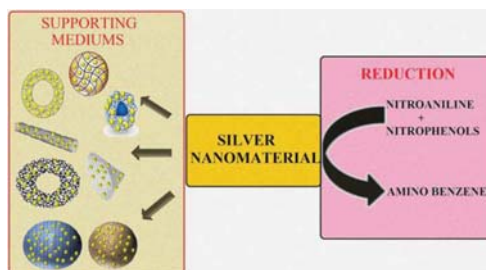 SUPPORTING
MEDIUMS
SILVER
NANOMATERIAL
REDUCTION
NITROANILINE
+
NITROPHENOLS
AMINO BENZENE